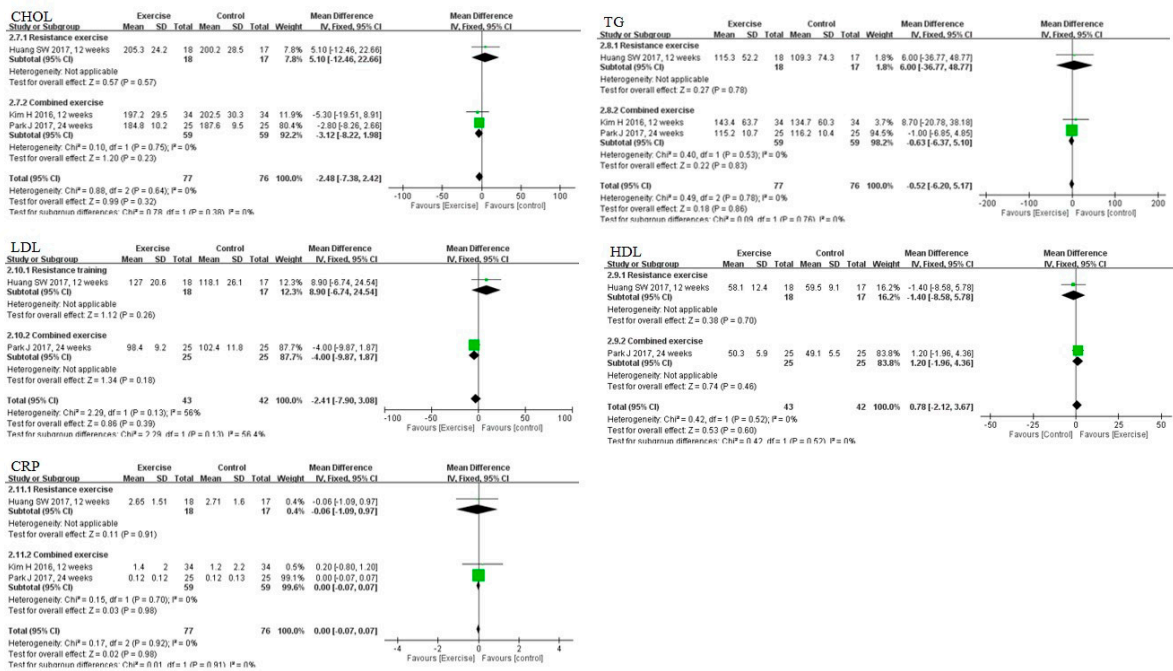 CHOL
Exercise Control Mean Difference Mean Difference
Study or Subgroup Mean SD Total Mean SD Total Weight IV, Fixed, 95% CI IV, Fixed, 95% CI
2.7.1 Resistance exercise
Huang SW 2017, 12 weeks 205.3 24.2 18 200.2 28.5 17 7.8% 5.10 [-12.46, 22.66]
Subtotal (95% CI) 18 17 7.8% 5.10 [-12.46, 22.66]
Heterogeneity: Not applicable
Test for overall effect: Z = 0.57 (P = 0.57)
2.7.2 Combined exercise
Kim H 2016, 12 weeks 197.2 29.5 34 202.5 30.3 34 11.9% -5.30 [-19.51, 8.91]
Park J 2017, 24 weeks 184.8 10.2 25 187.6 9.5 25 80.4% -2.80 [-8.26, 2.66]
Subtotal (95% CI) 59 59 92.2% -3.12 [-8.22, 1.98]
Heterogeneity: Chi² = 0.10, df = 1 (P = 0.75); I² = 0%
Test for overall effect: Z = 1.20 (P = 0.23)
Total (95% CI) 77 76 100.0% -2.48 [-7.38, 2.42]
Heterogeneity: Chi² = 0.88, df = 2 (P = 0.64); I² = 0%
Test for overall effect: Z = 0.99 (P = 0.32)
Test for subgroup differences: Chi² = 0.78, df = 1 (P = 0.38), I² = 0%
-100 -50 0 50 100
Favours [Exercise] Favours [control]
TG
Exercise Control Mean Difference Mean Difference
Study or Subgroup Mean SD Total Mean SD Total Weight IV, Fixed, 95% CI IV, Fixed, 95% CI
2.8.1 Resistance exercise
Huang SW 2017, 12 weeks 115.3 52.2 18 109.3 74.3 17 1.8% 6.00 [-36.77, 48.77]
Subtotal (95% CI) 18 17 1.8% 6.00 [-36.77, 48.77]
Heterogeneity: Not applicable
Test for overall effect: Z = 0.27 (P = 0.78)
2.8.2 Combined exercise
Kim H 2016, 12 weeks 143.4 63.7 34 134.7 60.3 34 3.7% 8.70 [-20.78, 38.18]
Park J 2017, 24 weeks 115.2 10.7 25 116.2 10.4 25 94.5% -1.00 [-6.85, 4.85]
Subtotal (95% CI) 59 59 98.2% -0.63 [-6.37, 5.10]
Heterogeneity: Chi² = 0.40, df = 1 (P = 0.53); I² = 0%
Test for overall effect: Z = 0.22 (P = 0.83)
Total (95% CI) 77 76 100.0% -0.52 [-6.20, 5.17]
Heterogeneity: Chi² = 0.49, df = 2 (P = 0.78); I² = 0%
Test for overall effect: Z = 0.18 (P = 0.86)
Test for subgroup differences: Chi² = 0.09, df = 1 (P = 0.76), I² = 0%
-200 -100 0 100 200
Favours [Exercise] Favours [control]
LDL
Exercise Control Mean Difference Mean Difference
Study or Subgroup Mean SD Total Mean SD Total Weight IV, Fixed, 95% CI IV, Fixed, 95% CI
2.10.1 Resistance training
Huang SW 2017, 12 weeks 127 20.6 18 118.1 26.1 17 12.3% 8.90 [-6.74, 24.54]
Subtotal (95% CI) 18 17 12.3% 8.90 [-6.74, 24.54]
Heterogeneity: Not applicable
Test for overall effect: Z = 1.12 (P = 0.26)
2.10.2 Combined exercise
Park J 2017, 24 weeks 98.4 9.2 25 102.4 11.8 25 87.7% -4.00 [-9.87, 1.87]
Subtotal (95% CI) 25 25 87.7% -4.00 [-9.87, 1.87]
Heterogeneity: Not applicable
Test for overall effect: Z = 1.34 (P = 0.18)
Total (95% CI) 43 42 100.0% -2.41 [-7.90, 3.08]
Heterogeneity: Chi² = 2.29, df = 1 (P = 0.13); I² = 56%
Test for overall effect: Z = 0.86 (P = 0.39)
Test for subgroup differences: Chi² = 2.29, df = 1 (P = 0.13), I² = 56.4%
-100 -50 0 50 100
Favours [Exercise] Favours [control]
HDL
Exercise Control Mean Difference Mean Difference
Study or Subgroup Mean SD Total Mean SD Total Weight IV, Fixed, 95% CI IV, Fixed, 95% CI
2.9.1 Resistance exercise
Huang SW 2017, 12 weeks 58.1 12.4 18 59.5 9.1 17 16.2% -1.40 [-8.58, 5.78]
Subtotal (95% CI) 18 17 16.2% -1.40 [-8.58, 5.78]
Heterogeneity: Not applicable
Test for overall effect: Z = 0.38 (P = 0.70)
2.9.2 Combined exercise
Park J 2017, 24 weeks 50.3 5.9 25 49.1 5.5 25 83.8% 1.20 [-1.96, 4.36]
Subtotal (95% CI) 25 25 83.8% 1.20 [-1.96, 4.36]
Heterogeneity: Not applicable
Test for overall effect: Z = 0.74 (P = 0.46)
Total (95% CI) 43 42 100.0% 0.78 [-2.12, 3.67]
Heterogeneity: Chi² = 0.42, df = 1 (P = 0.52); I² = 0%
Test for overall effect: Z = 0.53 (P = 0.60)
Test for subgroup differences: Chi² = 0.42, df = 1 (P = 0.52), I² = 0%
-50 -25 0 25 50
Favours [Control] Favours [Exercise]
CRP
Exercise Control Mean Difference Mean Difference
Study or Subgroup Mean SD Total Mean SD Total Weight IV, Fixed, 95% CI IV, Fixed, 95% CI
2.11.1 Resistance exercise
Huang SW 2017, 12 weeks 2.65 1.51 18 2.71 1.6 17 0.4% -0.06 [-1.09, 0.97]
Subtotal (95% CI) 18 17 0.4% -0.06 [-1.09, 0.97]
Heterogeneity: Not applicable
Test for overall effect: Z = 0.11 (P = 0.91)
2.11.2 Combined exercise
Kim H 2016, 12 weeks 1.4 2 34 1.2 2.2 34 0.5% 0.20 [-0.80, 1.20]
Park J 2017, 24 weeks 0.12 0.12 25 0.12 0.13 25 99.1% 0.00 [-0.07, 0.07]
Subtotal (95% CI) 59 59 99.6% 0.00 [-0.07, 0.07]
Heterogeneity: Chi² = 0.15, df = 1 (P = 0.70); I² = 0%
Test for overall effect: Z = 0.03 (P = 0.98)
Total (95% CI) 77 76 100.0% 0.00 [-0.07, 0.07]
Heterogeneity: Chi² = 0.17, df = 2 (P = 0.92); I² = 0%
Test for overall effect: Z = 0.02 (P = 0.98)
Test for subgroup differences: Chi² = 0.01, df = 1 (P = 0.91), I² = 0%
-4 -2 0 2 4
Favours [Exercise] Favours [control]